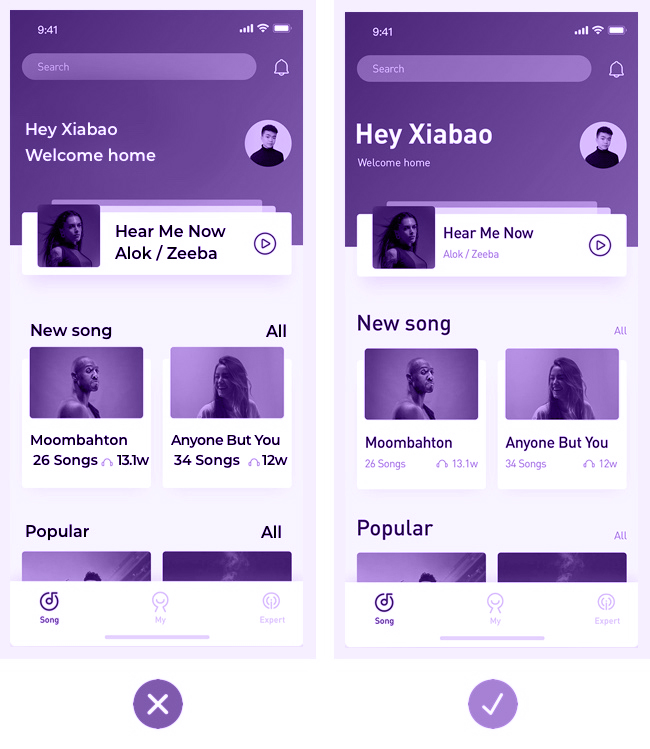 9:41
Search
Hey Xiabao
Welcome home
Hear Me Now
Alok / Zeeba
New song
All
Moombahton
26 Songs 13.1w
Anyone But You
34 Songs 12w
Popular
All
Song
My
Expert
9:41
Search
Hey Xiabao
Welcome home
Hear Me Now
Alok / Zeeba
New song
All
Moombahton
26 Songs 13.1w
Anyone But You
34 Songs 12w
Popular
All
Song
My
Expert